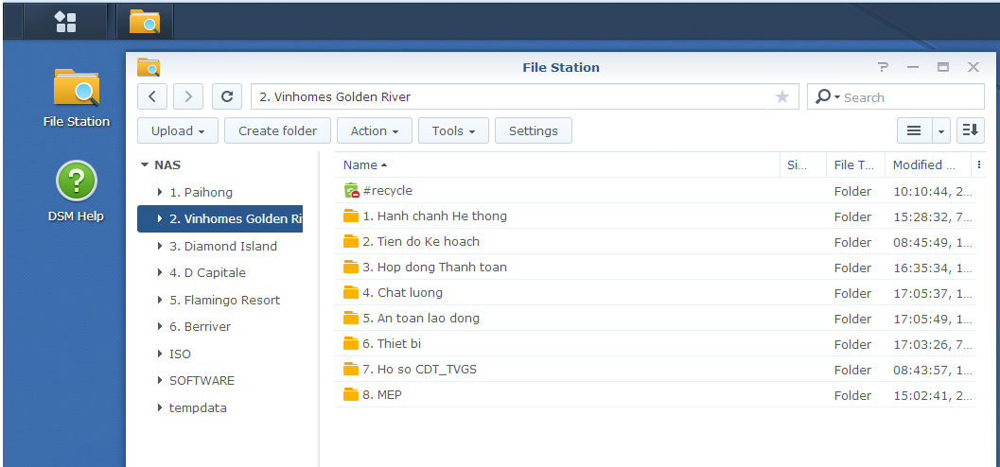 File Station
DSM Help
File Station
2. Vinhomes Golden River
Search
Upload
Create folder
Action
Tools
Settings
NAS
1. Paihong
2. Vinhomes Golden Ri
3. Diamond Island
4. D Capitale
5. Flamingo Resort
6. Berriver
ISO
SOFTWARE
tempdata
Name Si... File T... Modified ...
#recycle Folder 10:10:44, 2...
1. Hanh chanh He thong Folder 15:28:32, 7...
2. Tien do Ke hoach Folder 08:45:49, 1...
3. Hop dong Thanh toan Folder 16:35:34, 1...
4. Chat luong Folder 17:05:37, 1...
5. An toan lao dong Folder 17:05:49, 1...
6. Thiet bi Folder 17:03:26, 7...
7. Ho so CDT_TVGS Folder 08:43:57, 1...
8. MEP Folder 15:02:41, 2...